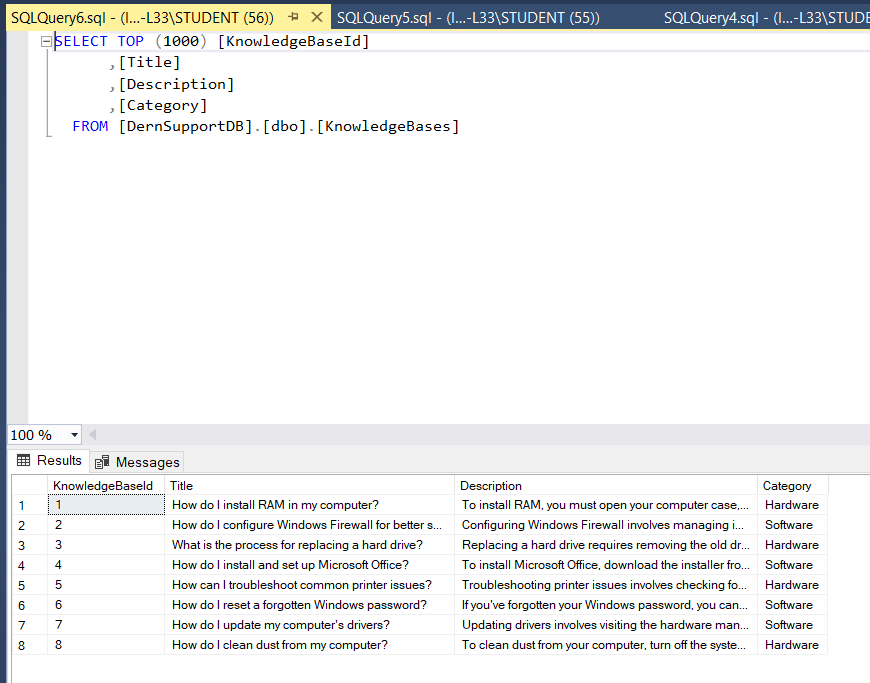 SQLQuery6.sql - (l...-L33\STUDENT (56)) SQLQuery5.sql - (l...-L33\STUDENT (55)) SQLQuery4.sql - (l...-L33\STUDE
SELECT TOP (1000) [KnowledgeBaseId]
,[Title]
,[Description]
,[Category]
FROM [DernSupportDB].[dbo].[KnowledgeBases]
100 %
Results Messages
KnowledgeBaseId Title Description Category
1 1 How do I install RAM in my computer? To install RAM, you must open your computer case,... Hardware
2 2 How do I configure Windows Firewall for better s... Configuring Windows Firewall involves managing i... Software
3 3 What is the process for replacing a hard drive? Replacing a hard drive requires removing the old dr... Hardware
4 4 How do I install and set up Microsoft Office? To install Microsoft Office, download the installer fro... Software
5 5 How can I troubleshoot common printer issues? Troubleshooting printer issues involves checking fo... Hardware
6 6 How do I reset a forgotten Windows password? If you've forgotten your Windows password, you can... Software
7 7 How do I update my computer's drivers? Updating drivers involves visiting the hardware man... Software
8 8 How do I clean dust from my computer? To clean dust from your computer, turn off the syste... Hardware